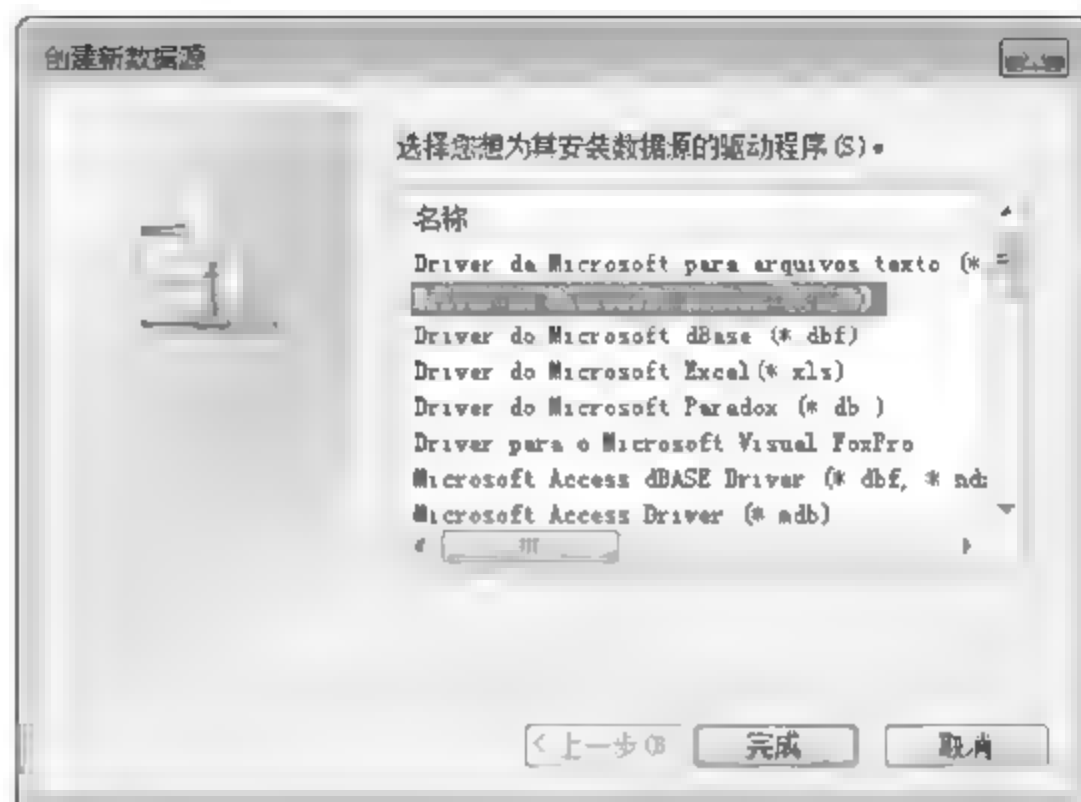 创建新数据源
选择您想为其安装数据源的驱动程序(S)。
名称
Driver da Microsoft para arquivos texto (*
Driver do Microsoft dBase (* dbf)
Driver do Microsoft Excel(* xls)
Driver do Microsoft Paradox (* db )
Driver para o Microsoft Visual FoxPro
Microsoft Access dBASE Driver (* dbf, * nd
Microsoft Access Driver (* mdb)
< 上一步(B
完成
取消